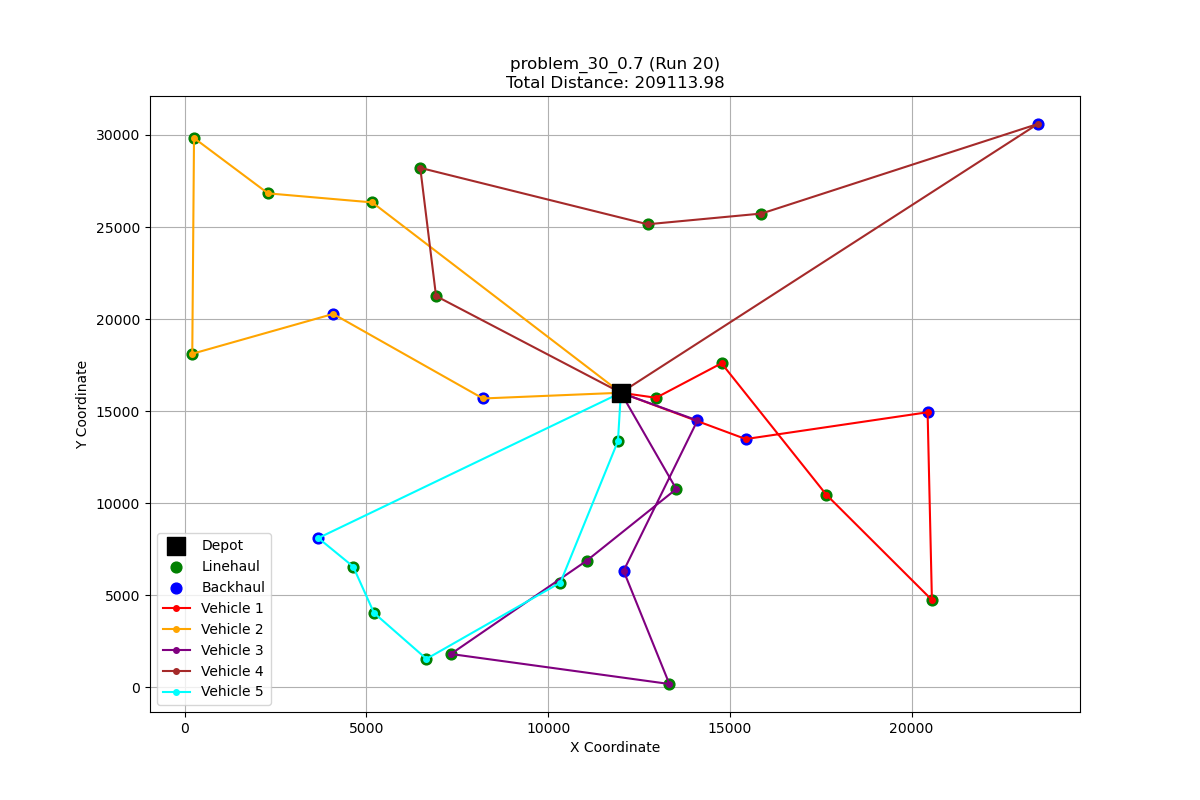 problem_30_0.7 (Run 20)
Total Distance: 209113.98
30000
25000
20000
15000
10000
5000
0
Y Coordinate
Depot
Linehaul
Backhaul
Vehicle 1
Vehicle 2
Vehicle 3
Vehicle 4
Vehicle 5
0 5000 10000 15000 20000
X Coordinate